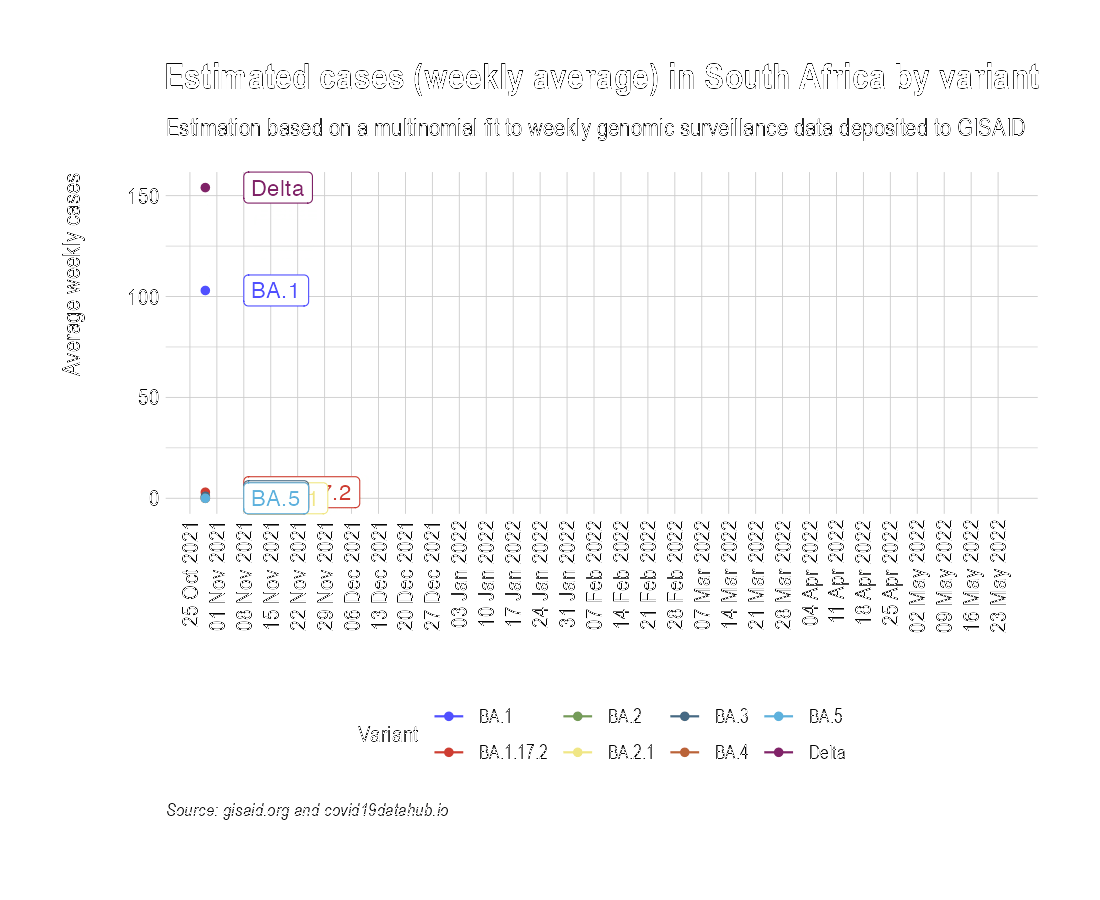 Estimated cases (weekly average) in South Africa by variant
Estimation based on a multinomial fit to weekly genomic surveillance data deposited to GISAID
Average weekly cases
150
100
50
0
Delta
BA.1
7.2
1
BA.5
25 Oct 2021
01 Nov 2021
08 Nov 2021
15 Nov 2021
22 Nov 2021
29 Nov 2021
06 Dec 2021
13 Dec 2021
20 Dec 2021
27 Dec 2021
03 Jan 2022
10 Jan 2022
17 Jan 2022
24 Jan 2022
31 Jan 2022
07 Feb 2022
14 Feb 2022
21 Feb 2022
28 Feb 2022
07 Mar 2022
14 Mar 2022
21 Mar 2022
28 Mar 2022
04 Apr 2022
11 Apr 2022
18 Apr 2022
25 Apr 2022
02 May 2022
09 May 2022
16 May 2022
23 May 2022
Variant
BA.1 BA.2 BA.3 BA.5
BA.1.17.2 BA.2.1 BA.4 Delta
Source: gisaid.org and covid19datahub.io